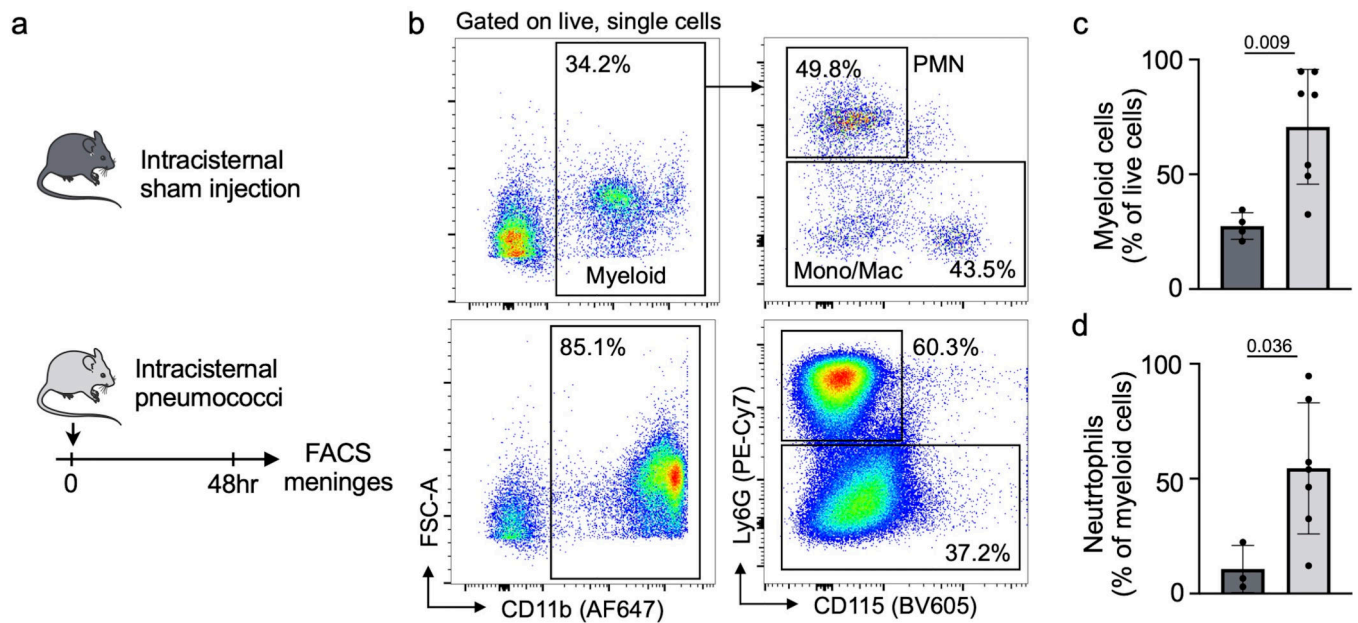 a
Intracisternal
sham injection
Intracisternal
pneumococci
0
48hr
FACS
meninges
b
Gated on live, single cells
34.2%
Myeloid
49.8%
PMN
Mono/Mac
43.5%
85.1%
FSC-A
CD11b (AF647)
60.3%
37.2%
Ly6G (PE-Cy7)
CD115 (BV605)
c
0.009
100
50
0
Myeloid cells
(% of live cells)
d
0.036
100
50
0
Neutrtophils
(% of myeloid cells)